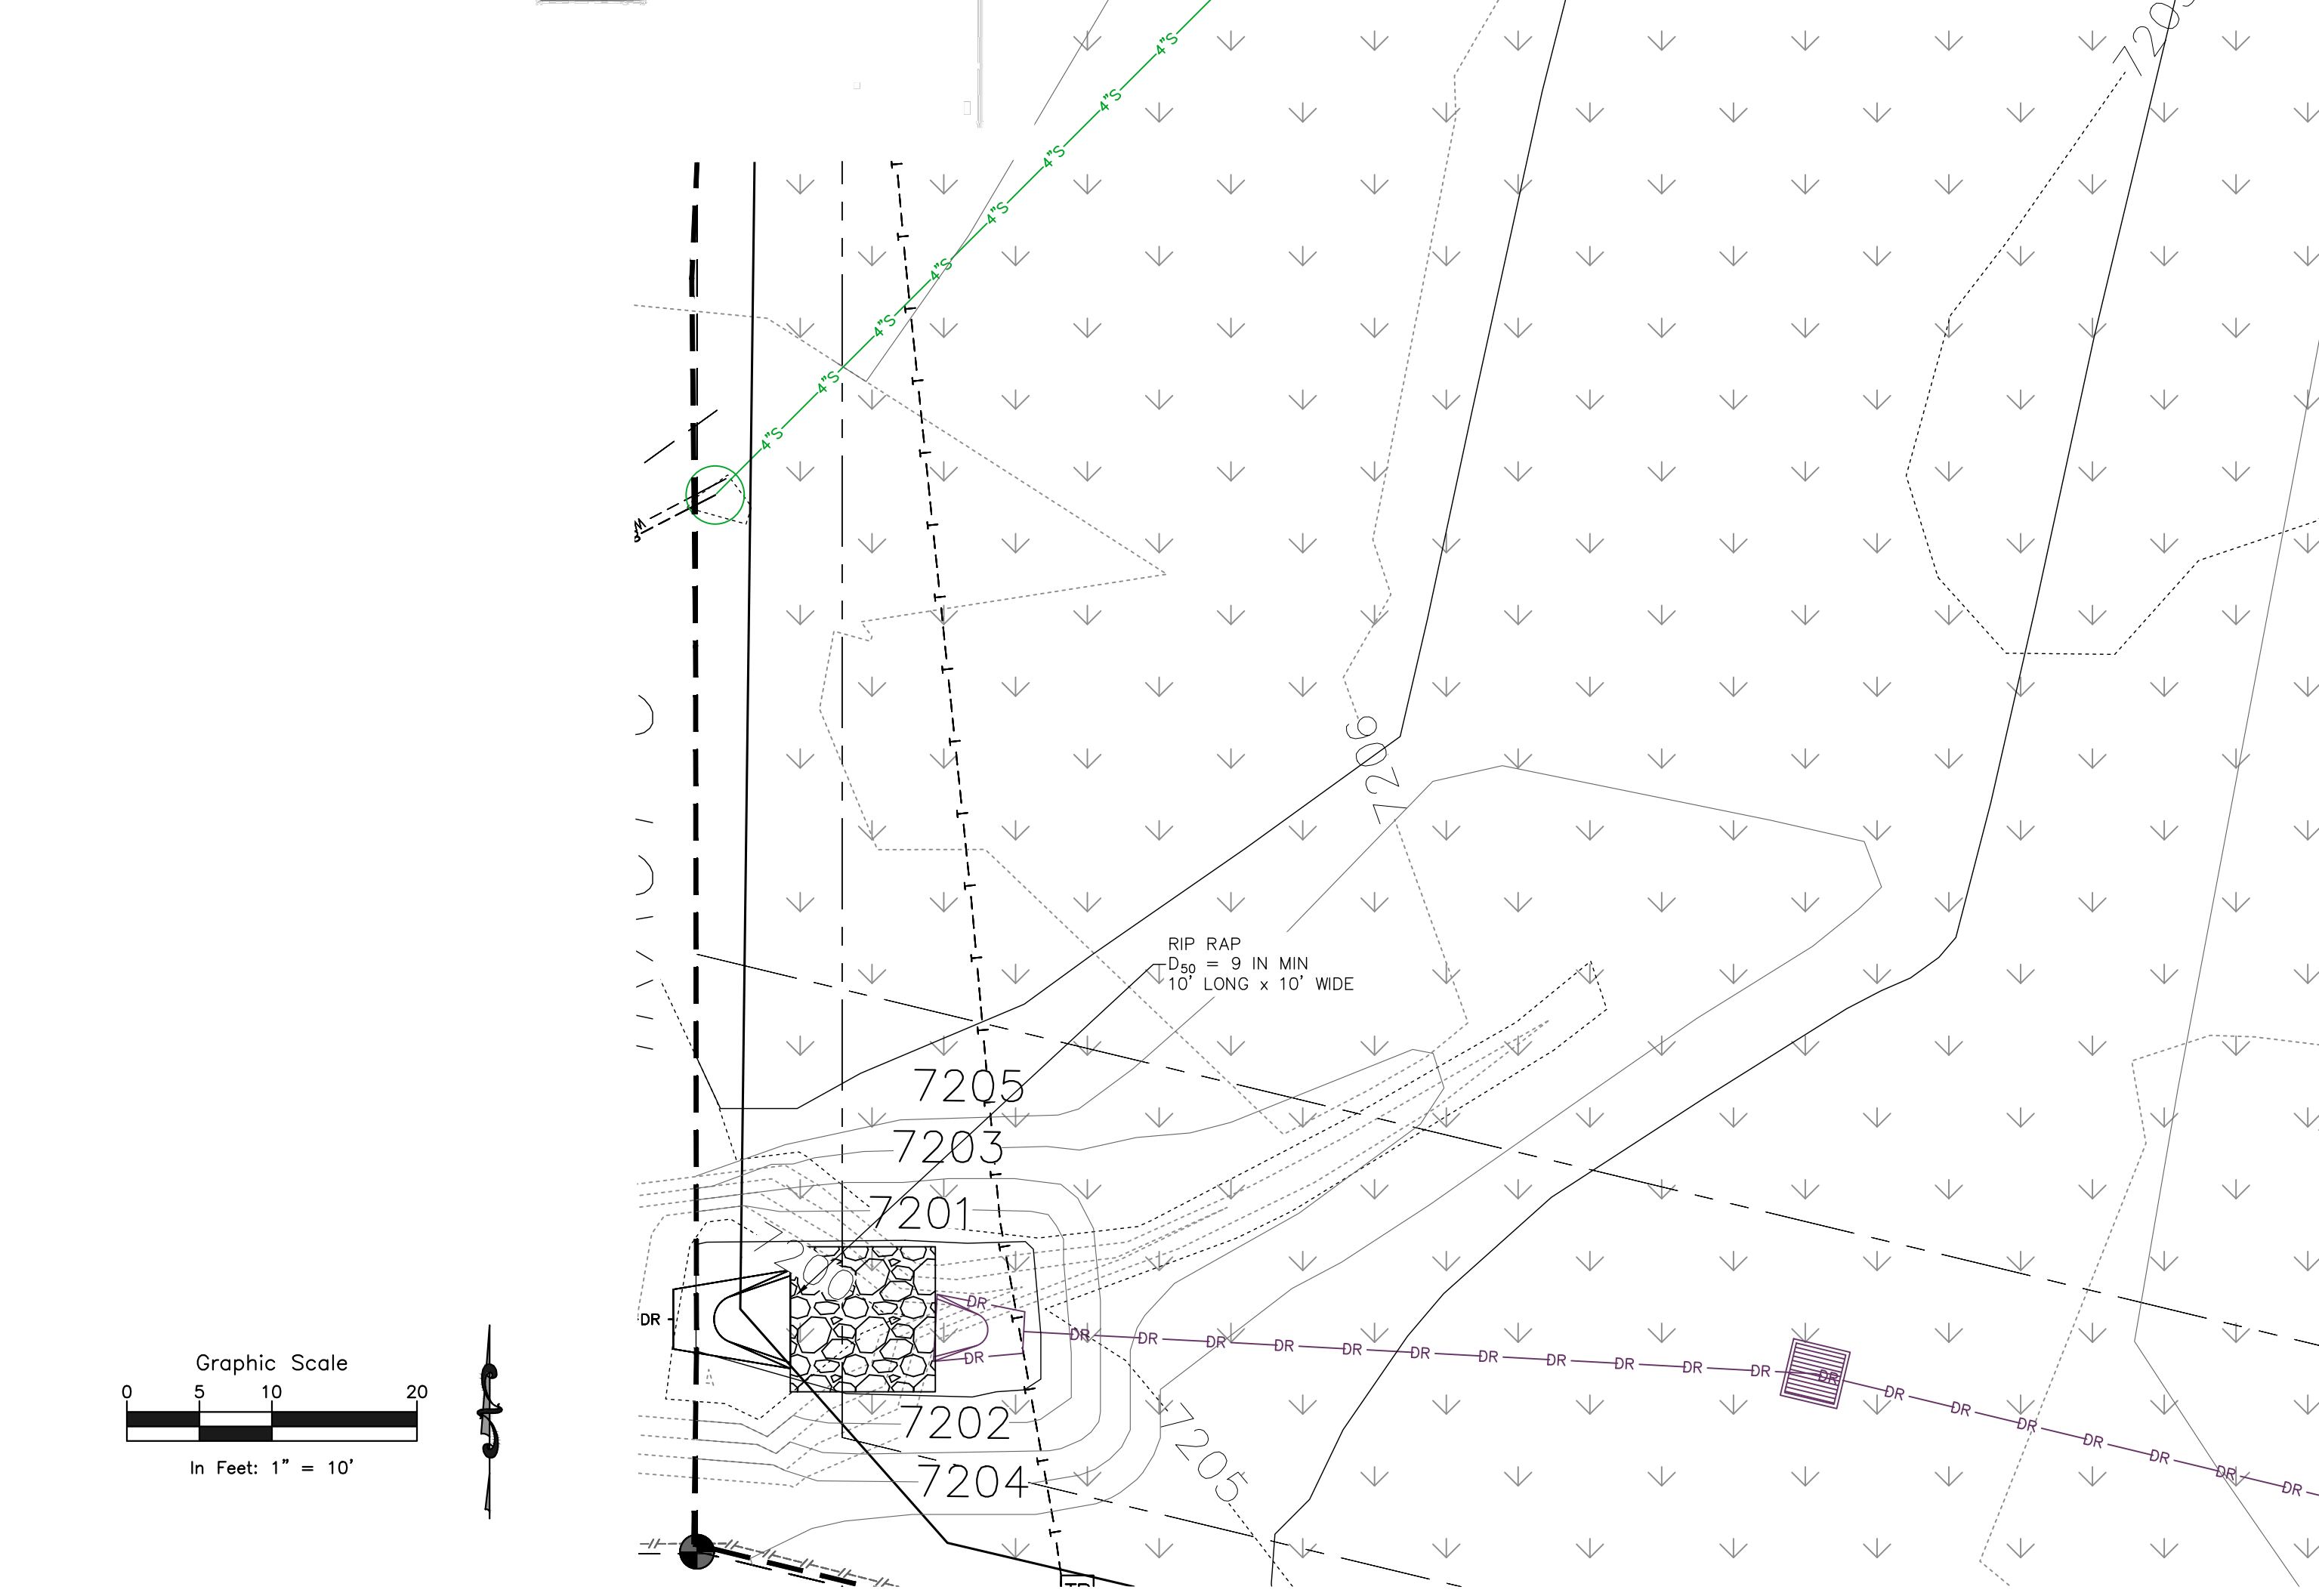 4"S
4"S
4"S
4"S
4"S
4"S
4"S
4"S
7206
RIP RAP
D50 = 9 IN MIN
10' LONG x 10' WIDE
7205
7203
7201
DR
DR
DR
DR DR DR DR DR DR DR DR DR DR DR DR DR DR DR DR DR DR DR
7202
7204
7205
Graphic Scale
0 5 10 20
In Feet: 1" = 10'